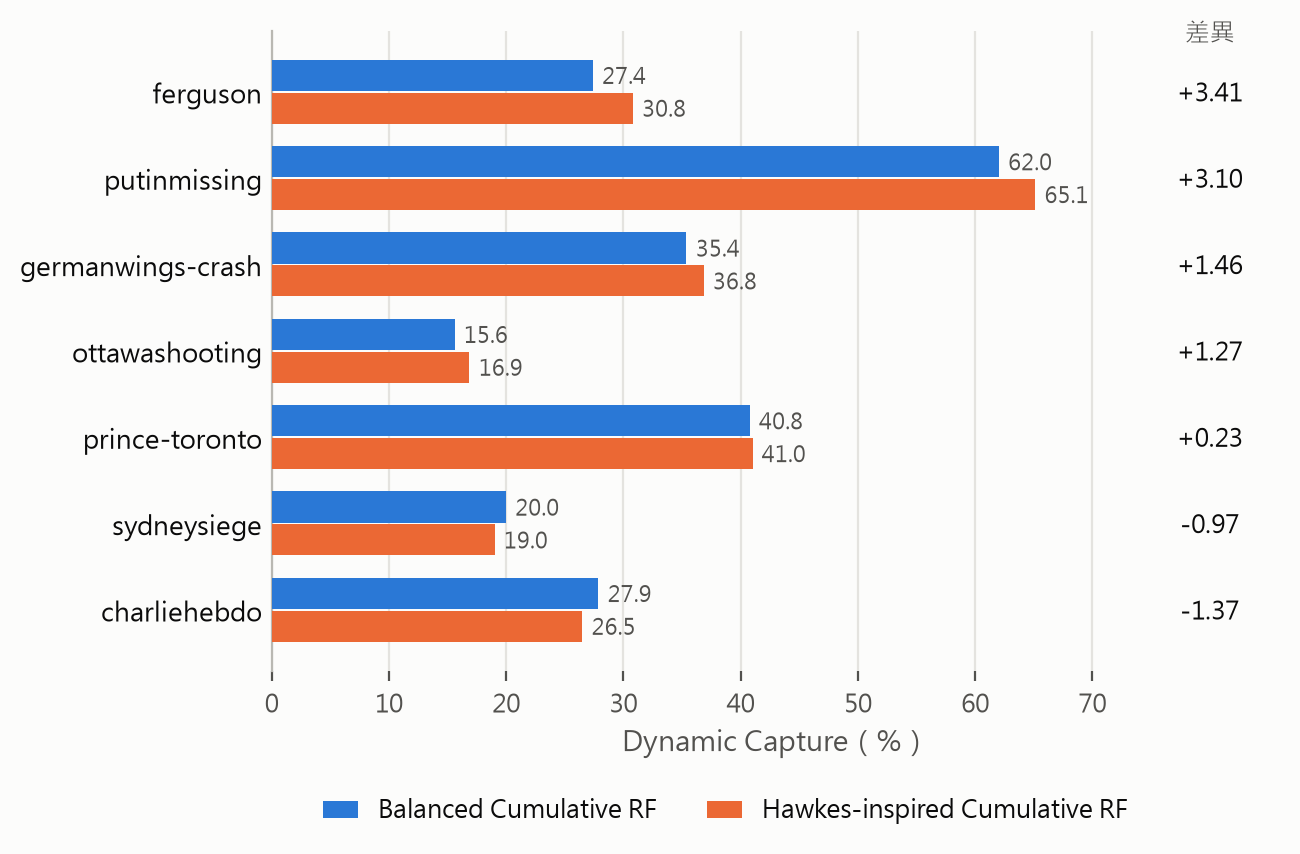 差異
ferguson 27.4 30.8 +3.41
putinmissing 62.0 65.1 +3.10
germanwings-crash 35.4 36.8 +1.46
ottawashooting 15.6 16.9 +1.27
prince-toronto 40.8 41.0 +0.23
sydneysiege 20.0 19.0 -0.97
charliehebdo 27.9 26.5 -1.37
0 10 20 30 40 50 60 70
Dynamic Capture（%）
Balanced Cumulative RF Hawkes-inspired Cumulative RF